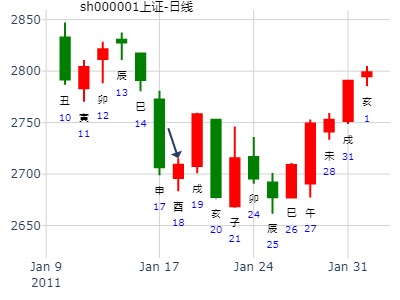 sh000001上证-日线
2850
2800
2750
2700
2650
丑
10
寅
11
卯
12
辰
13
巳
14
申
17
酉
18
戌
19
亥
20
子
21
卯
24
辰
25
巳
26
午
27
未
28
戌
31
亥
1
Jan 9
2011
Jan 17
Jan 24
Jan 31